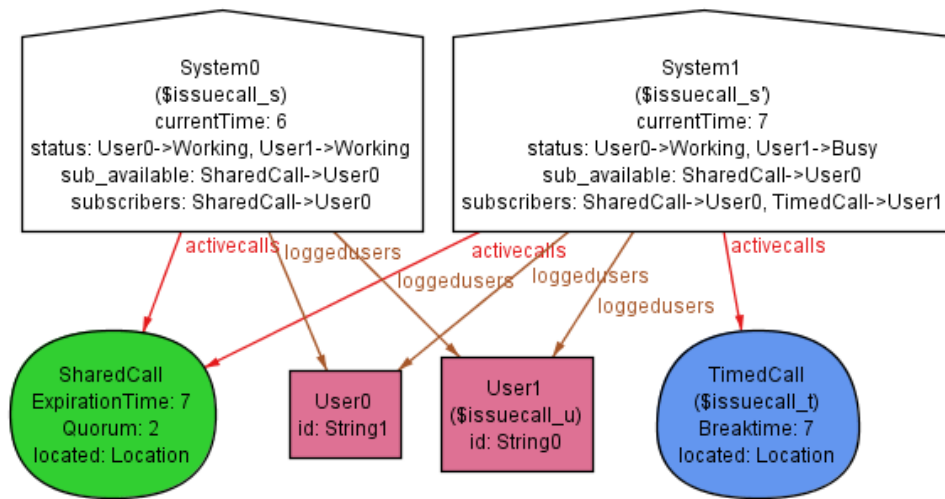 System0
($issuecall_s)
currentTime: 6
status: User0->Working, User1->Working
sub_available: SharedCall->User0
subscribers: SharedCall->User0
System1
($issuecall_s')
currentTime: 7
status: User0->Working, User1->Busy
sub_available: SharedCall->User0
subscribers: SharedCall->User0, TimedCall->User1
activecalls
loggedusers
activecalls
loggedusers
loggedusers
activecalls
loggedusers
SharedCall
ExpirationTime: 7
Quorum: 2
located: Location
User0
id: String1
User1
($issuecall_u)
id: String0
TimedCall
($issuecall_t)
Breaktime: 7
located: Location